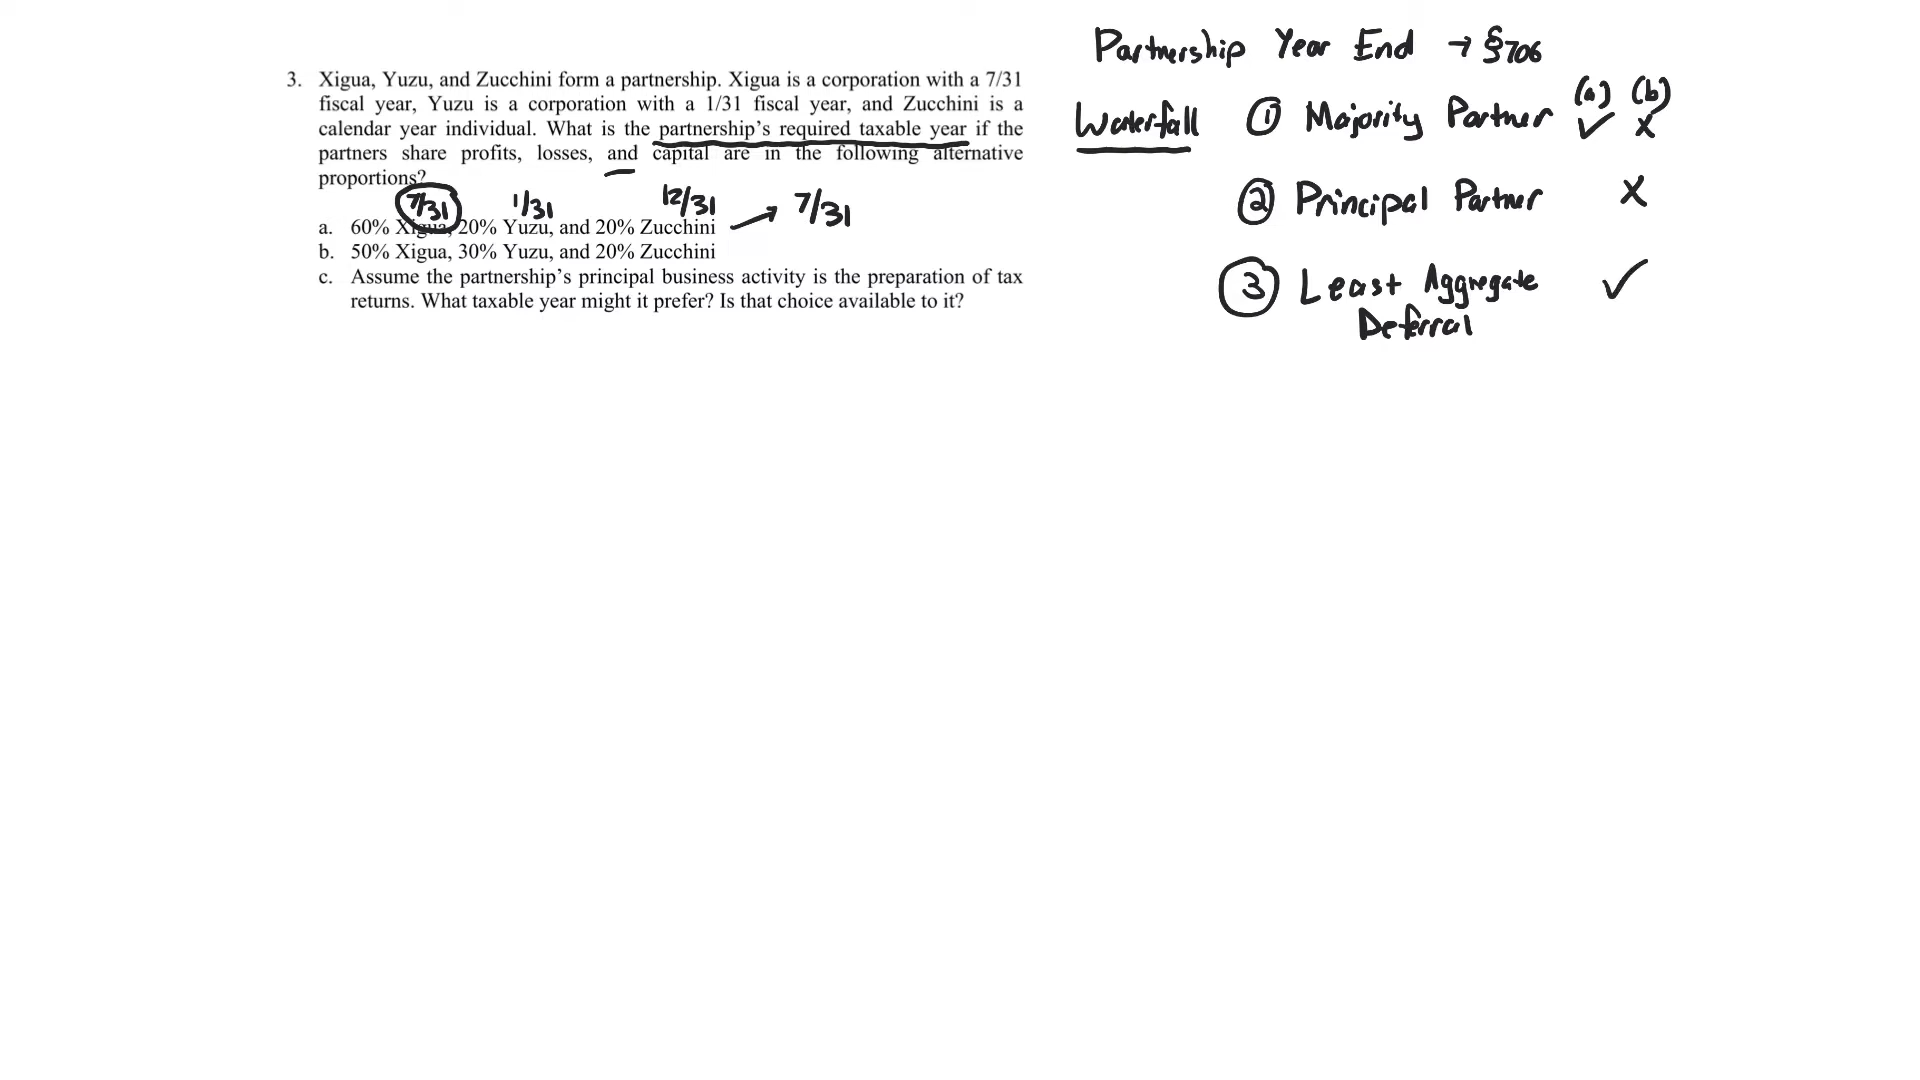 Partnership Year End → §706
3. Xigua, Yuzu, and Zucchini form a partnership. Xigua is a corporation with a 7/31
fiscal year, Yuzu is a corporation with a 1/31 fiscal year, and Zucchini is a
calendar year individual. What is the partnership's required taxable year if the
partners share profits, losses, and capital are in the following alternative
proportions?
7/31 1/31 12/31 → 7/31
a. 60% Xigua, 20% Yuzu, and 20% Zucchini
b. 50% Xigua, 30% Yuzu, and 20% Zucchini
c. Assume the partnership's principal business activity is the preparation of tax
returns. What taxable year might it prefer? Is that choice available to it?
(a) (b)
Waterfall ① Majority Partner ✓ X
② Principal Partner X
③ Least Aggregate ✓
Deferral